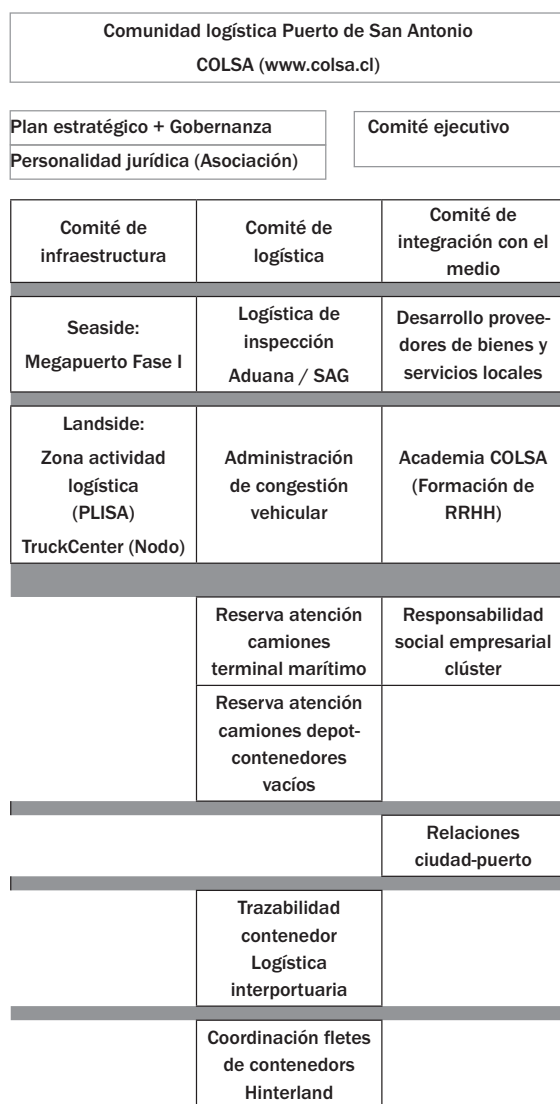 Comunidad logística Puerto de San Antonio
COLSA (www.colsa.cl)
Plan estratégico + Gobernanza
Personalidad jurídica (Asociación)
Comité ejecutivo
Comité de
infraestructura
Comité de
logística
Comité de
integración con el
medio
Seaside:
Megapuerto Fase I
Logística de
inspección
Aduana / SAG
Desarrollo provee-
dores de bienes y
servicios locales
Landside:
Zona actividad
logística
(PLISA)
TruckCenter (Nodo)
Administración
de congestión
vehicular
Academia COLSA
(Formación de
RRHH)
Reserva atención
camiones
terminal marítimo
Responsabilidad
social empresarial
clúster
Reserva atención
camiones depot-
contenedores
vacíos
Relaciones
ciudad-puerto
Trazabilidad
contenedor
Logística
interportuaria
Coordinación fletes
de contenedors
Hinterland